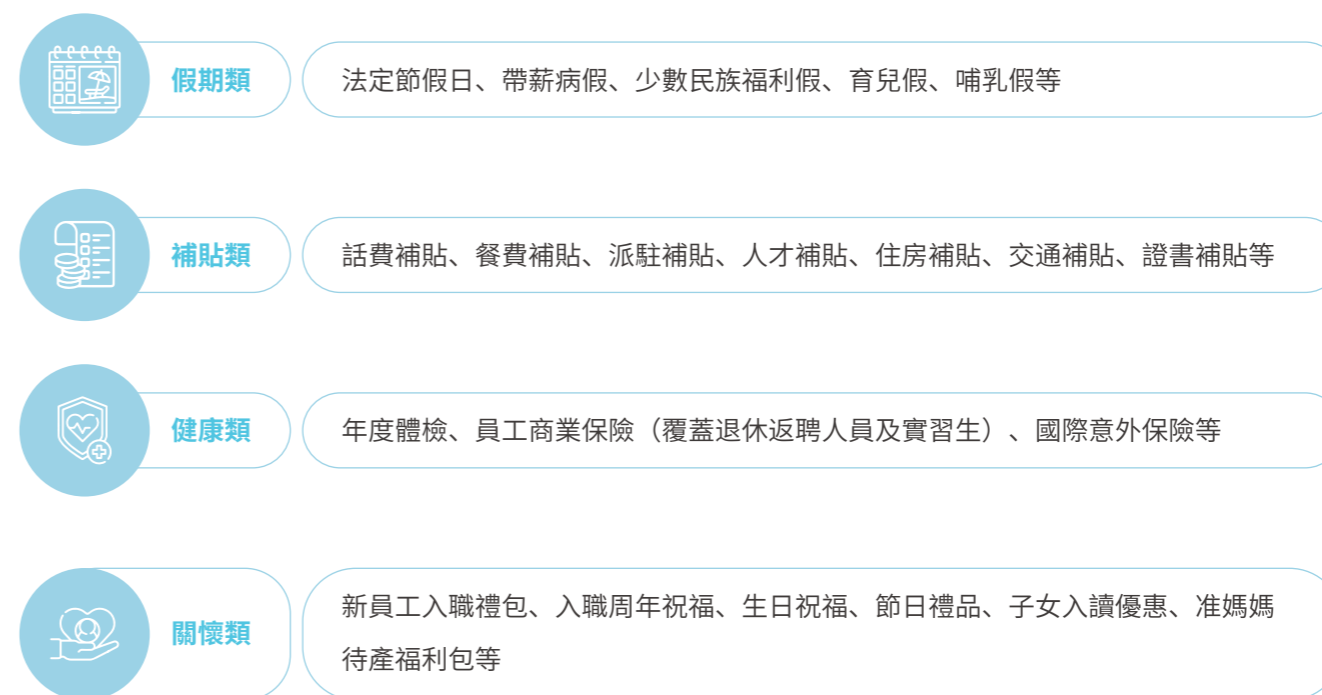 假期類
法定節假日、帶薪病假、少數民族福利假、育兒假、哺乳假等
補貼類
話費補貼、餐費補貼、派駐補貼、人才補貼、住房補貼、交通補貼、證書補貼等
健康類
年度體檢、員工商業保險（覆蓋退休返聘人員及實習生）、國際意外保險等
關懷類
新員工入職禮包、入職周年祝福、生日祝福、節日禮品、子女入讀優惠、准媽媽
待產福利包等